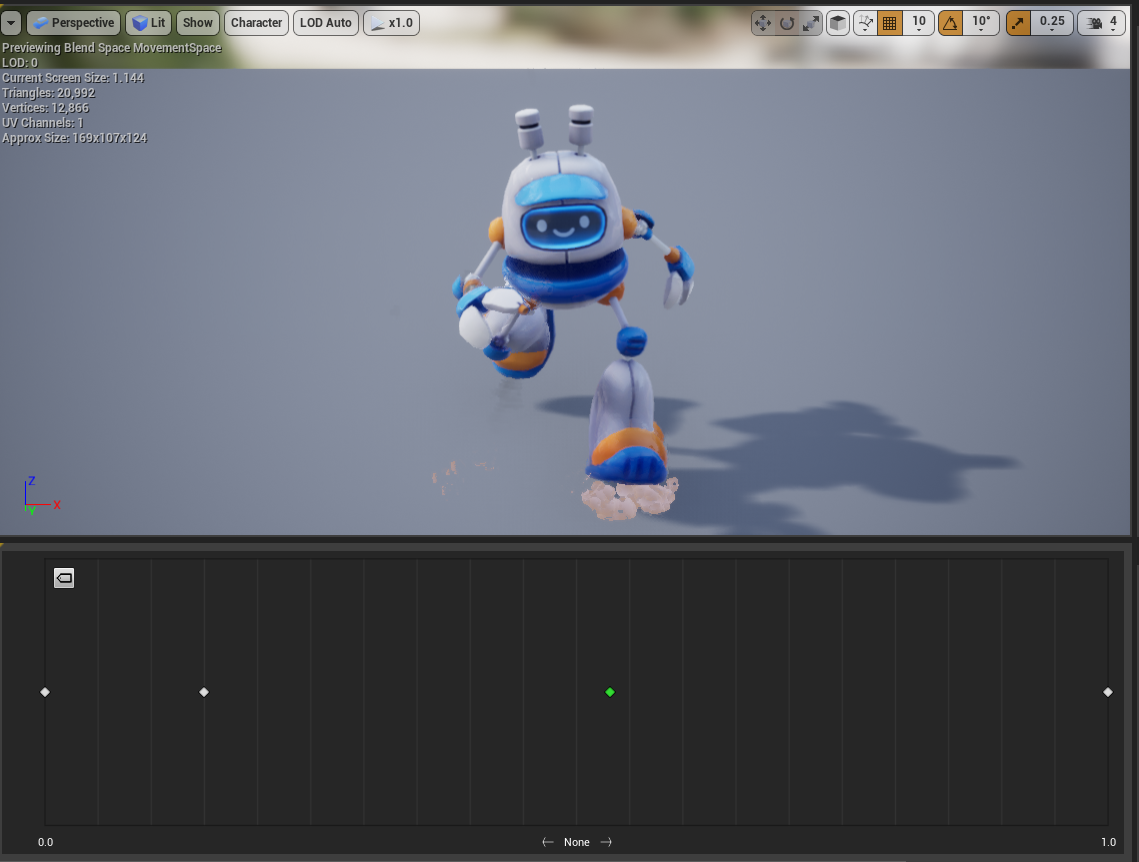 Perspective Lit Show Character LOD Auto x1.0 10 10° 0.25 4
Previewing Blend Space MovementSpace
LOD: 0
Current Screen Size: 1.144
Triangles: 20,992
Vertices: 12,866
UV Channels: 1
Approx Size: 169x107x124
Z
X
Y
0.0 None 1.0